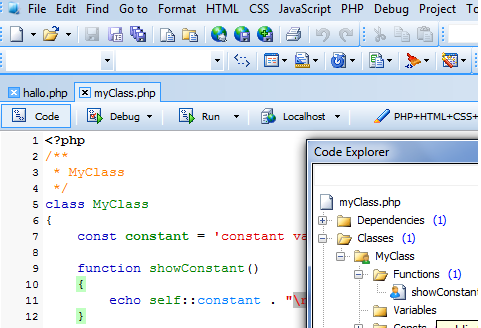 File Edit Find Go to Format HTML CSS JavaScript PHP Debug Project
hallo.php myClass.php
Code Debug Run Localhost PHP+HTML+CSS+
1 <?php
2 /**
3 * MyClass
4 */
5 class MyClass
6 {
7 const constant = 'constant va
8
9 function showConstant()
10 {
11 echo self::constant . "\
12 }
Code Explorer
myClass.php
Dependencies (1)
Classes (1)
MyClass
Functions (1)
showConstant
Variables